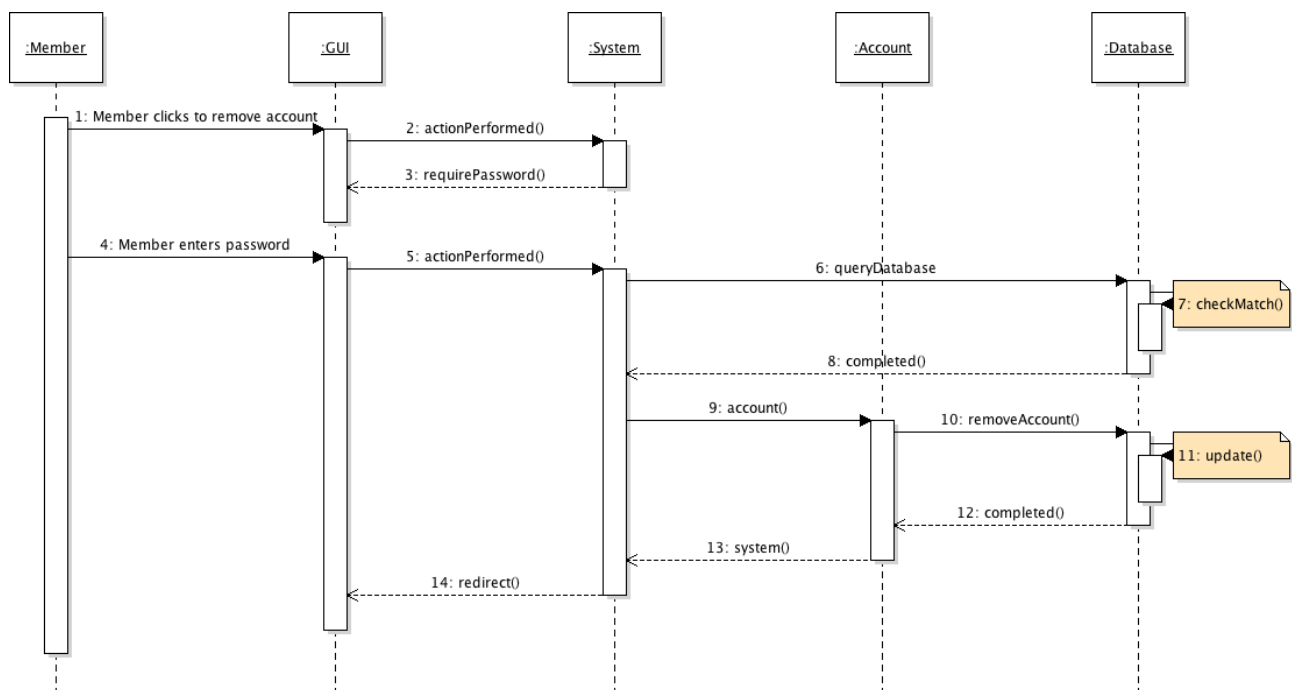 :Member
:GUI
:System
:Account
:Database
1: Member clicks to remove account
2: actionPerformed()
3: requirePassword()
4: Member enters password
5: actionPerformed()
6: queryDatabase
7: checkMatch()
8: completed()
9: account()
10: removeAccount()
11: update()
12: completed()
13: system()
14: redirect()